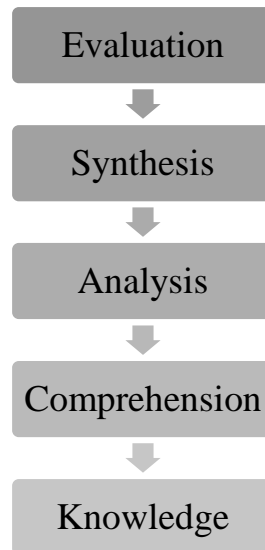 Evaluation
Synthesis
Analysis
Comprehension
Knowledge